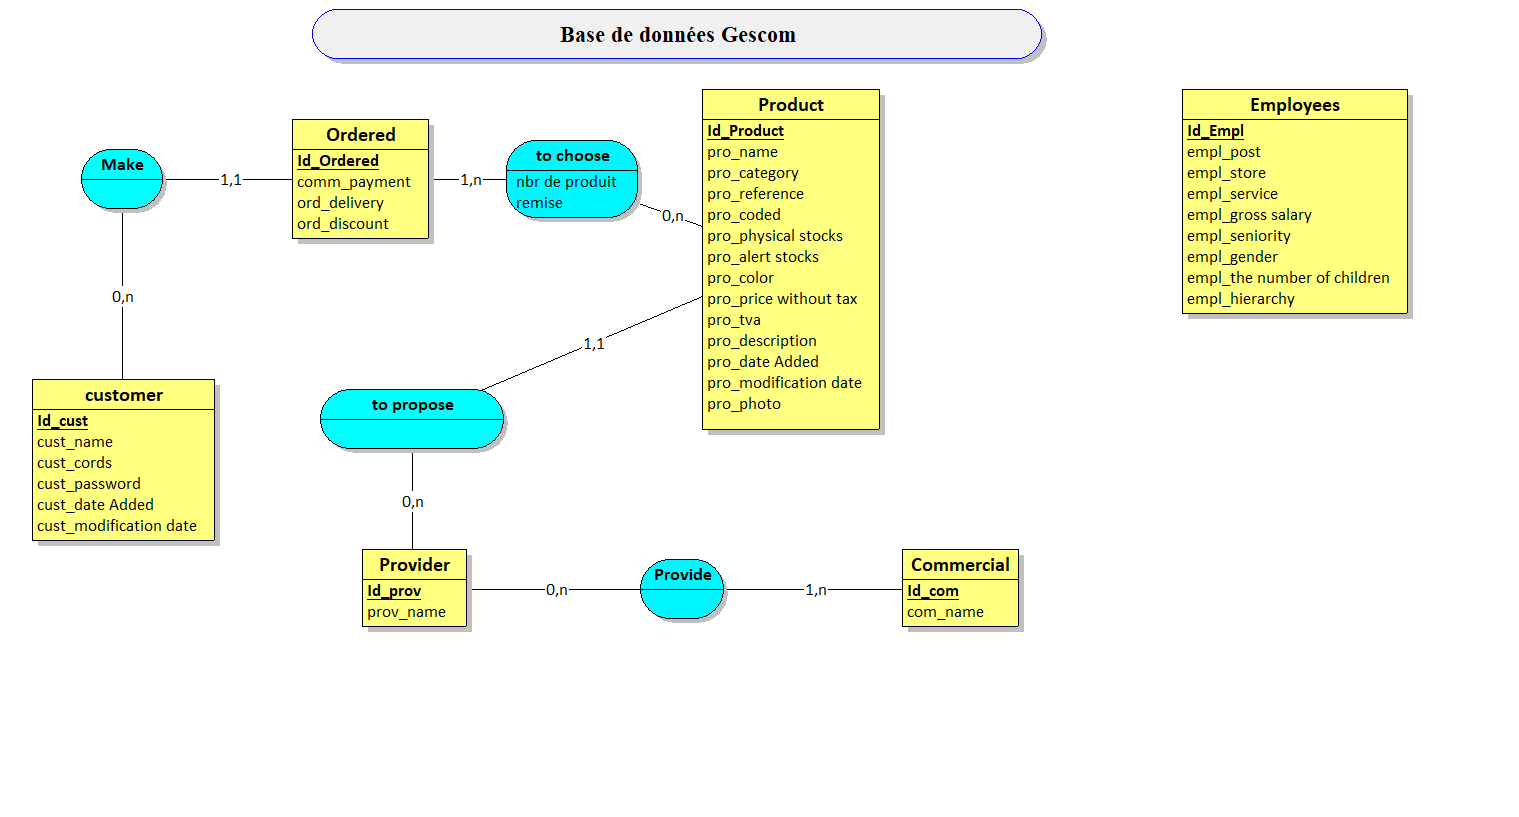 Base de données Gescom
Make
1,1
0,n
Ordered
Id_Ordered
comm_payment
ord_delivery
ord_discount
1,n
to choose
nbr de produit
remise
0,n
Product
Id_Product
pro_name
pro_category
pro_reference
pro_coded
pro_physical stocks
pro_alert stocks
pro_color
pro_price without tax
pro_tva
pro_description
pro_date Added
pro_modification date
pro_photo
Employees
Id_Empl
empl_post
empl_store
empl_service
empl_gross salary
empl_seniority
empl_gender
empl_the number of children
empl_hierarchy
customer
Id_cust
cust_name
cust_cords
cust_password
cust_date Added
cust_modification date
1,1
to propose
0,n
Provider
Id_prov
prov_name
0,n
Provide
1,n
Commercial
Id_com
com_name